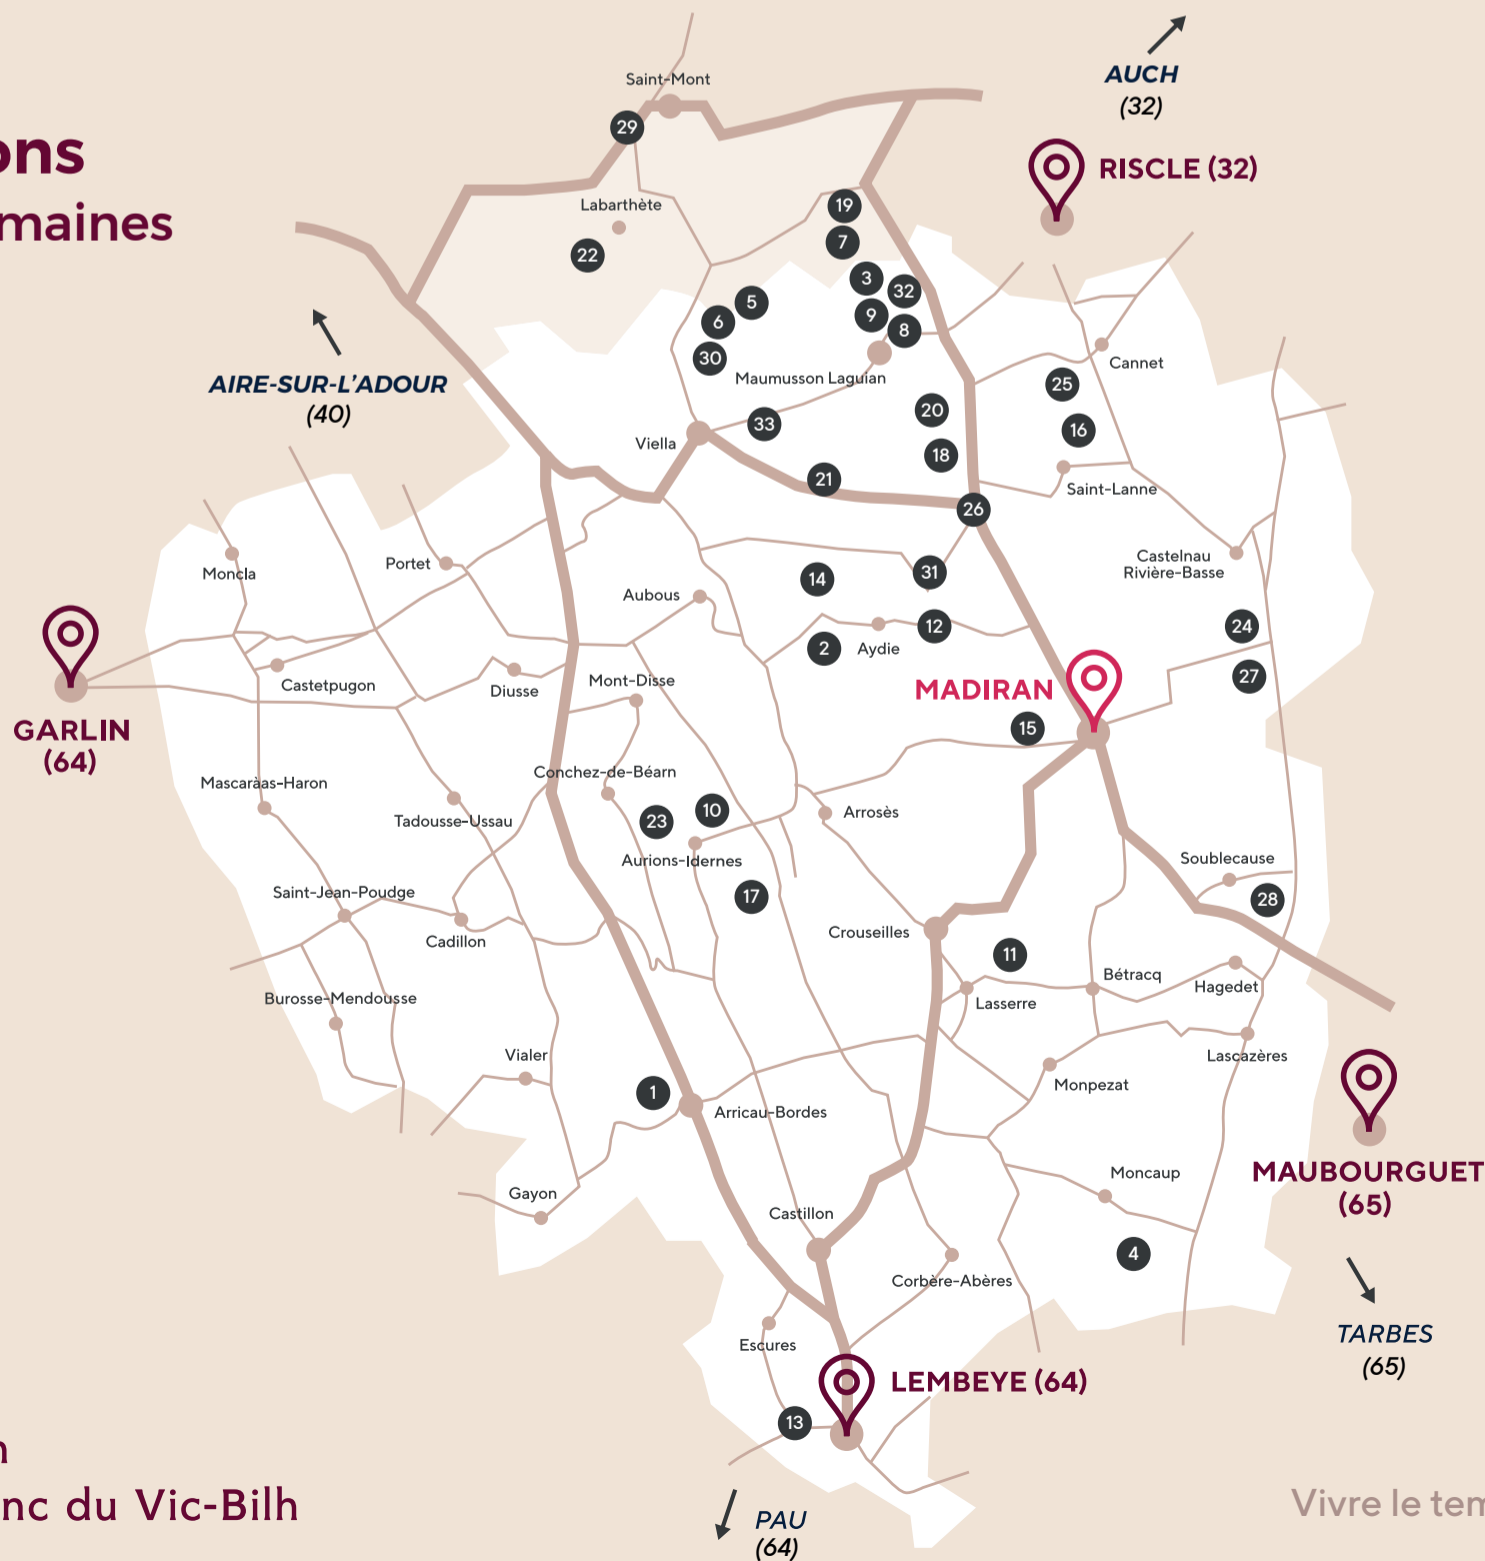 ons
maines
Saint-Mont
AUCH
(32)
29
RISCLE (32)
Labarthète
19
22
7
3
32
5
9
6
8
30
Maumusson Laguian
Cannet
AIRE-SUR-L'ADOUR
(40)
25
20
33
16
Viella
18
21
Saint-Lanne
26
Castelnau
Rivière-Basse
Moncla
Portet
14
31
Aubous
12
24
2
Aydie
27
Castetpugon
Diusse
Mont-Disse
MADIRAN
GARLIN
(64)
15
Mascaràas-Haron
Conchez-de-Béarn
Tadousse-Ussau
23
10
Arrosès
Aurions-Idernes
Soublecause
Saint-Jean-Poudge
17
28
Cadillon
Crouseilles
11
Bétracq
Hagedet
Burosse-Mendousse
Lasserre
Vialer
Lascazères
1
Monpezat
Arricau-Bordes
MAUBOURGUET
(65)
Gayon
Moncaup
Castillon
4
Corbère-Abères
Escures
TARBES
(65)
LEMBEYE (64)
13
n
nc du Vic-Bilh
PAU
(64)
Vivre le tem